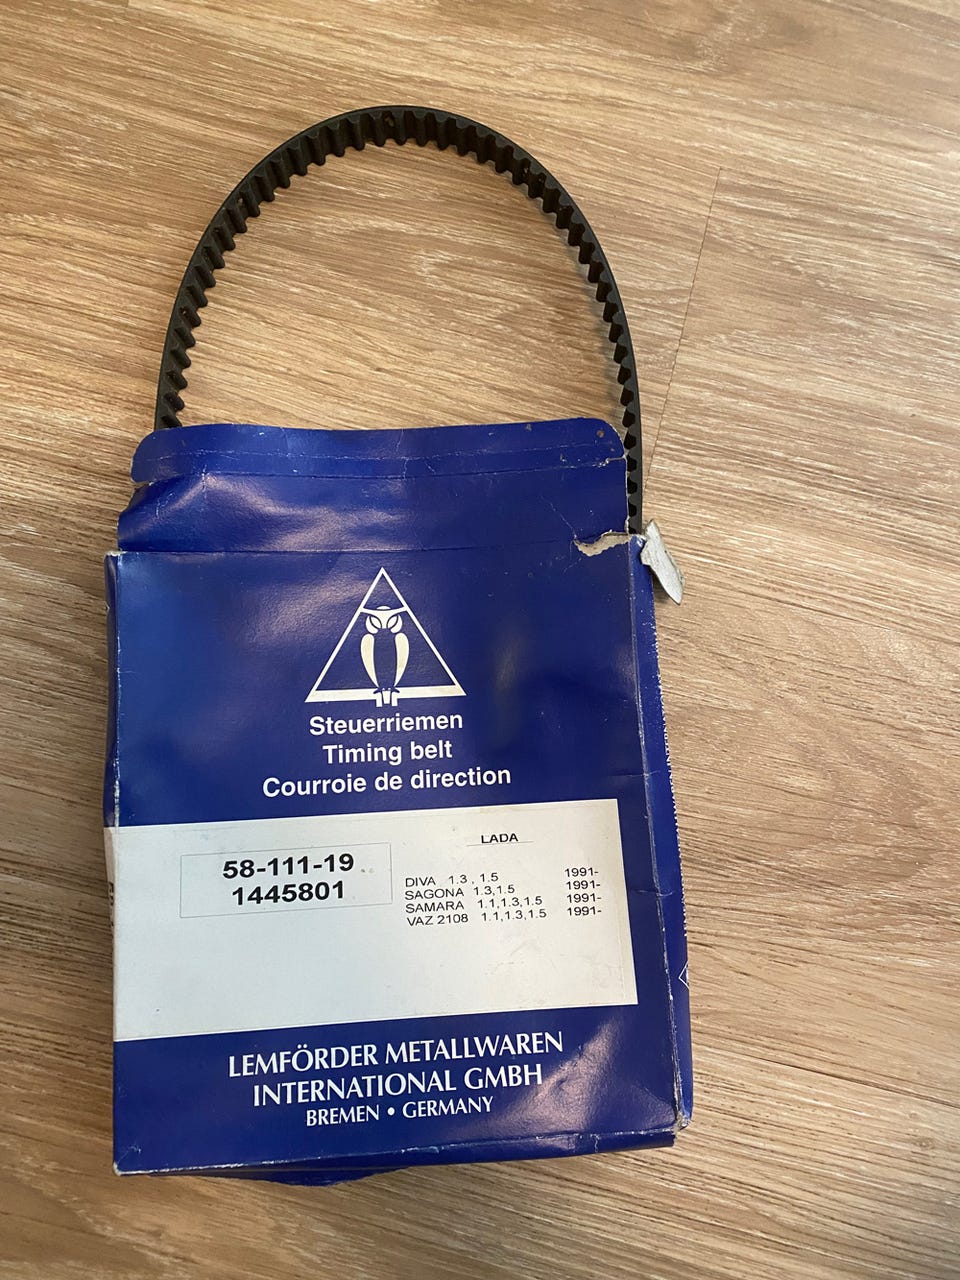 Steuerriemen
Timing belt
Courroie de direction
58-111-19
1445801
LADA
DIVA 1.3 , 1.5 1991-
SAGONA 1.3,1.5 1991-
SAMARA 1.1,1.3,1.5 1991-
VAZ 2108 1.1,1.3,1.5 1991-
LEMFÖRDER METALLWAREN
INTERNATIONAL GMBH
BREMEN • GERMANY